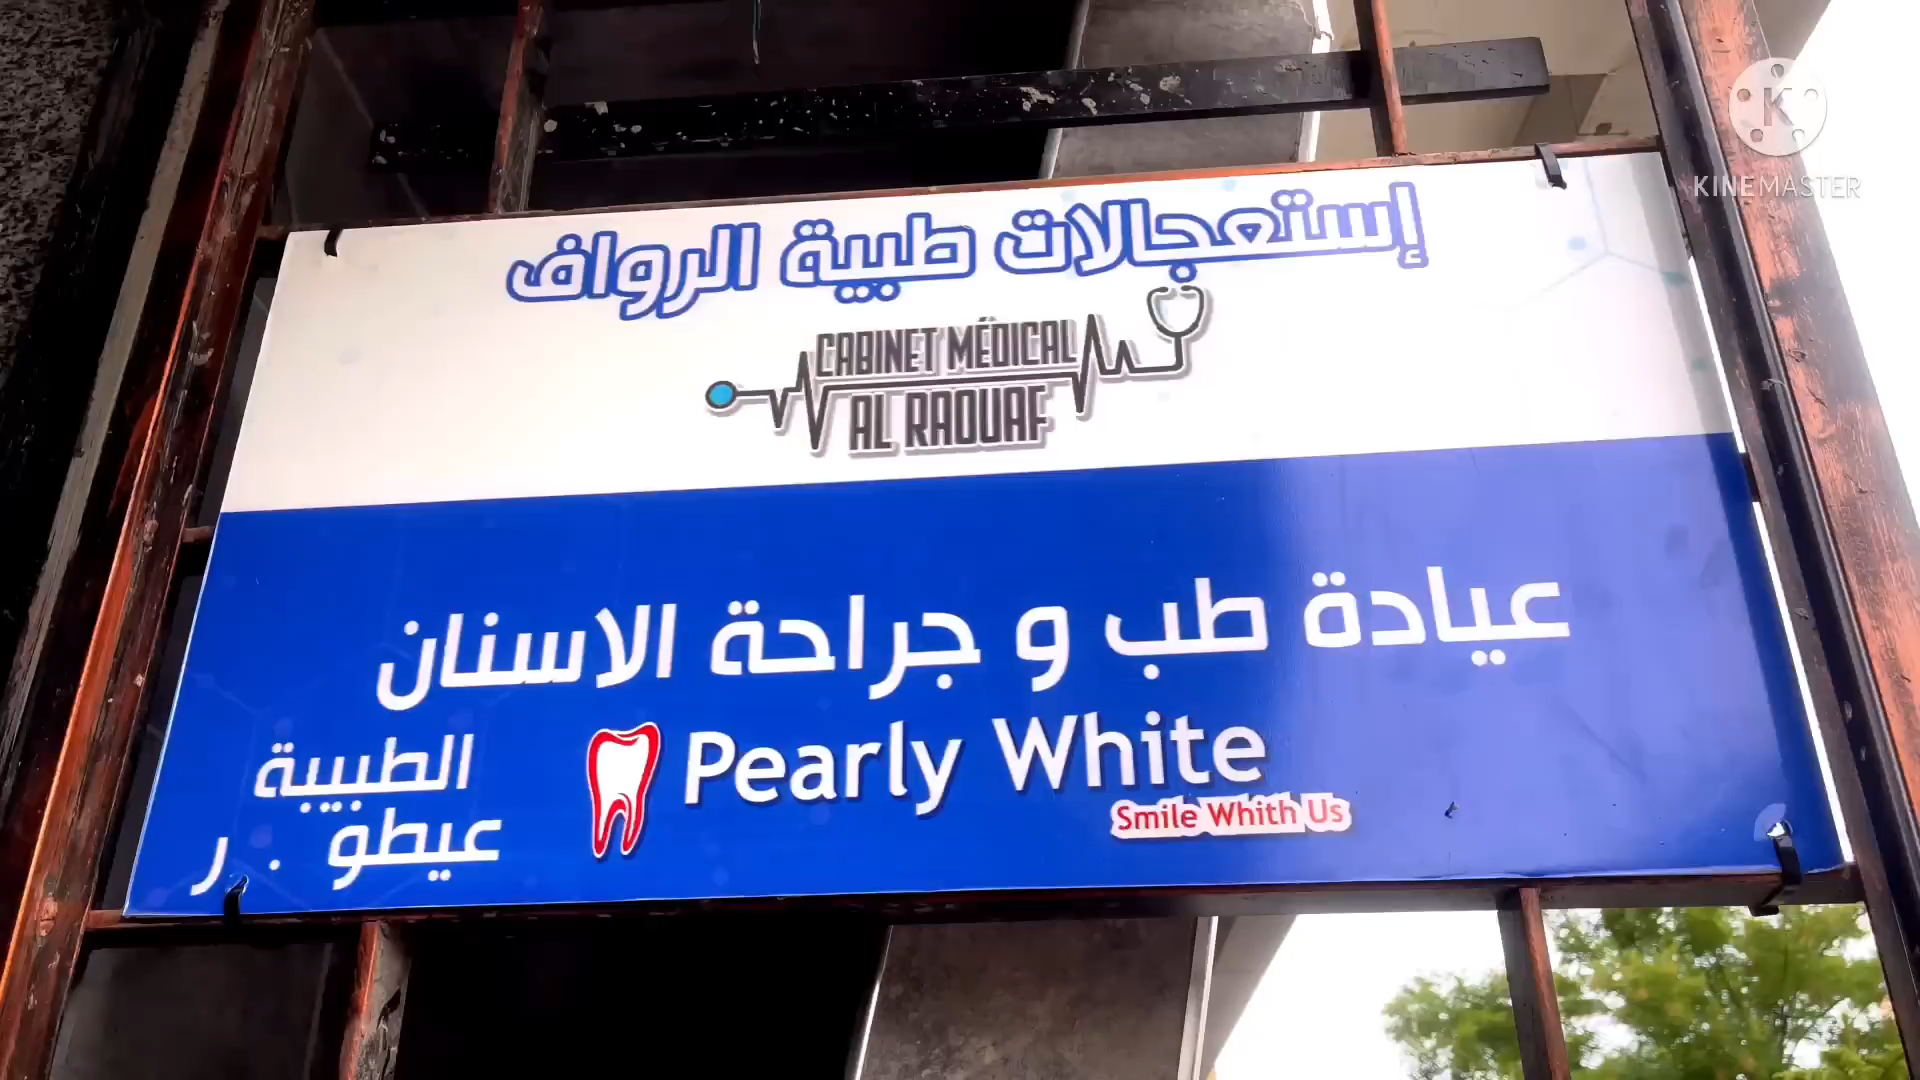 إستعجالات طبية الرواف
CABINET MÉDICAL
AL RAOUAF
عيادة طب و جراحة الاسنان
Pearly White
Smile Whith Us
الطبيبة
عيطو . ر
K
KINEMASTER